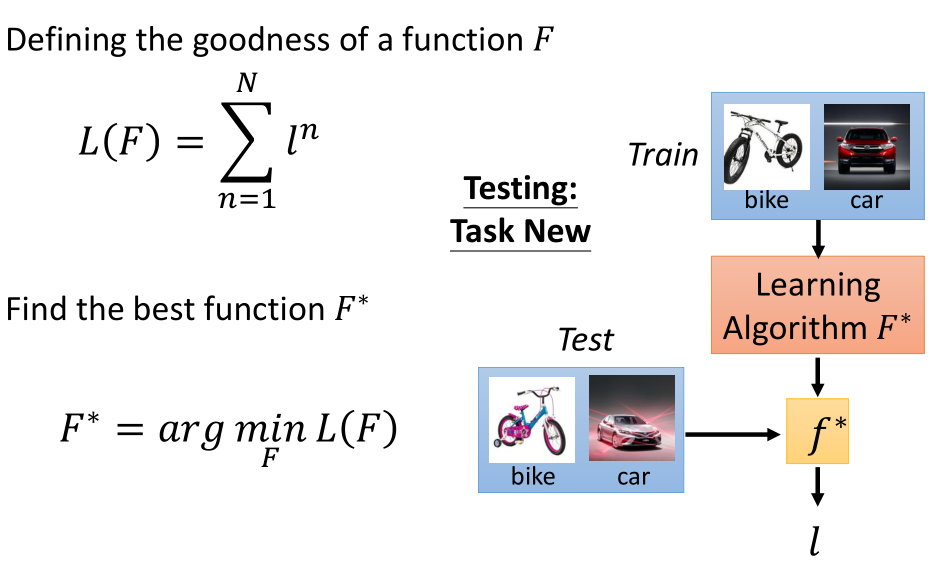 Defining the goodness of a function F
L(F) = \sum_{n=1}^{N} l^n
Find the best function F*
F* = arg min_F L(F)
Testing:
Task New
Train
bike car
Learning
Algorithm F*
Test
bike car
f*
l